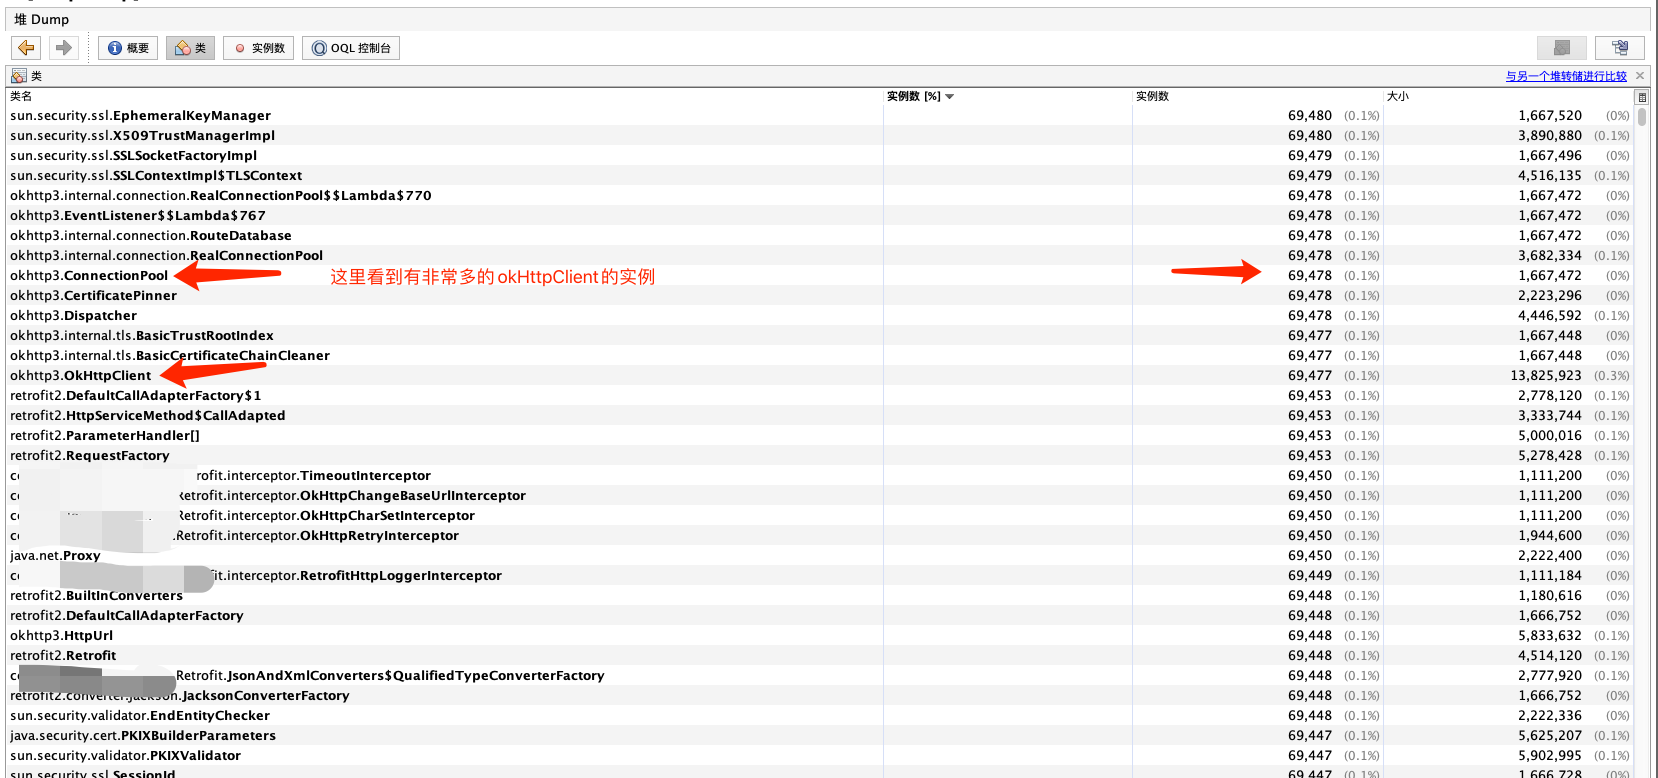 堆 Dump
概要 类 实例数 OQL 控制台
类 与另一个堆转储进行比较
类名 实例数 [%] 实例数 大小
sun.security.ssl.EphemeralKeyManager 69,480 (0.1%) 1,667,520 (0%)
sun.security.ssl.X509TrustManagerImpl 69,480 (0.1%) 3,890,880 (0.1%)
sun.security.ssl.SSLSocketFactoryImpl 69,479 (0.1%) 1,667,496 (0%)
sun.security.ssl.SSLContextImpl$TLSContext 69,479 (0.1%) 4,516,135 (0.1%)
okhttp3.internal.connection.RealConnectionPool$$Lambda$770 69,478 (0.1%) 1,667,472 (0%)
okhttp3.EventListener$$Lambda$767 69,478 (0.1%) 1,667,472 (0%)
okhttp3.internal.connection.RouteDatabase 69,478 (0.1%) 1,667,472 (0%)
okhttp3.internal.connection.RealConnectionPool 69,478 (0.1%) 3,682,334 (0.1%)
okhttp3.ConnectionPool 这里看到有非常多的okHttpClient的实例 69,478 (0.1%) 1,667,472 (0%)
okhttp3.CertificatePinner 69,478 (0.1%) 2,223,296 (0%)
okhttp3.Dispatcher 69,478 (0.1%) 4,446,592 (0.1%)
okhttp3.internal.tls.BasicTrustRootIndex 69,477 (0.1%) 1,667,448 (0%)
okhttp3.internal.tls.BasicCertificateChainCleaner 69,477 (0.1%) 1,667,448 (0%)
okhttp3.OkHttpClient 69,477 (0.1%) 13,825,923 (0.3%)
retrofit2.DefaultCallAdapterFactory$1 69,453 (0.1%) 2,778,120 (0.1%)
retrofit2.HttpServiceMethod$CallAdapted 69,453 (0.1%) 3,333,744 (0.1%)
retrofit2.ParameterHandler[] 69,453 (0.1%) 5,000,016 (0.1%)
retrofit2.RequestFactory 69,453 (0.1%) 5,278,428 (0.1%)
rofit.interceptor.TimeoutInterceptor 69,450 (0.1%) 1,111,200 (0%)
Retrofit.interceptor.OkHttpChangeBaseUrlInterceptor 69,450 (0.1%) 1,111,200 (0%)
Retrofit.interceptor.OkHttpCharSetInterceptor 69,450 (0.1%) 1,111,200 (0%)
.Retrofit.interceptor.OkHttpRetryInterceptor 69,450 (0.1%) 1,944,600 (0%)
java.net.Proxy 69,450 (0.1%) 2,222,400 (0%)
fit.interceptor.RetrofitHttpLoggerInterceptor 69,449 (0.1%) 1,111,184 (0%)
retrofit2.BuiltInConverters 69,448 (0.1%) 1,180,616 (0%)
retrofit2.DefaultCallAdapterFactory 69,448 (0.1%) 1,666,752 (0%)
okhttp3.HttpUrl 69,448 (0.1%) 5,833,632 (0.1%)
retrofit2.Retrofit 69,448 (0.1%) 4,514,120 (0.1%)
Retrofit.JsonAndXmlConverters$QualifiedTypeConverterFactory 69,448 (0.1%) 2,777,920 (0.1%)
retrofit2.converter.jackson.JacksonConverterFactory 69,448 (0.1%) 1,666,752 (0%)
sun.security.validator.EndEntityChecker 69,448 (0.1%) 2,222,336 (0%)
java.security.cert.PKIXBuilderParameters 69,447 (0.1%) 5,625,207 (0.1%)
sun.security.validator.PKIXValidator 69,447 (0.1%) 5,902,995 (0.1%)
sun.security.ssl.SessionId 69,447 (0.1%) 1,666,728 (0%)